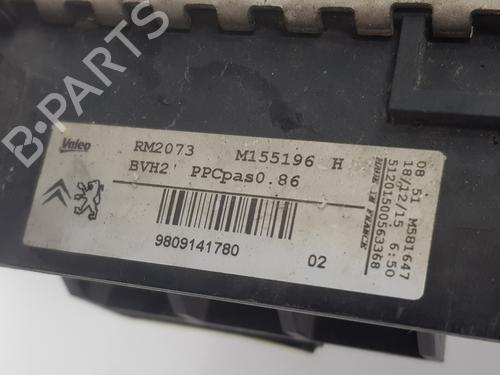 B-PARTS
Valeo
RM2073 M155196 H
BVH2 PPCpas0.86
9809141780
02
08 51 M581647
18/12/15 6:50
51201500563368
MADE IN FRANCE